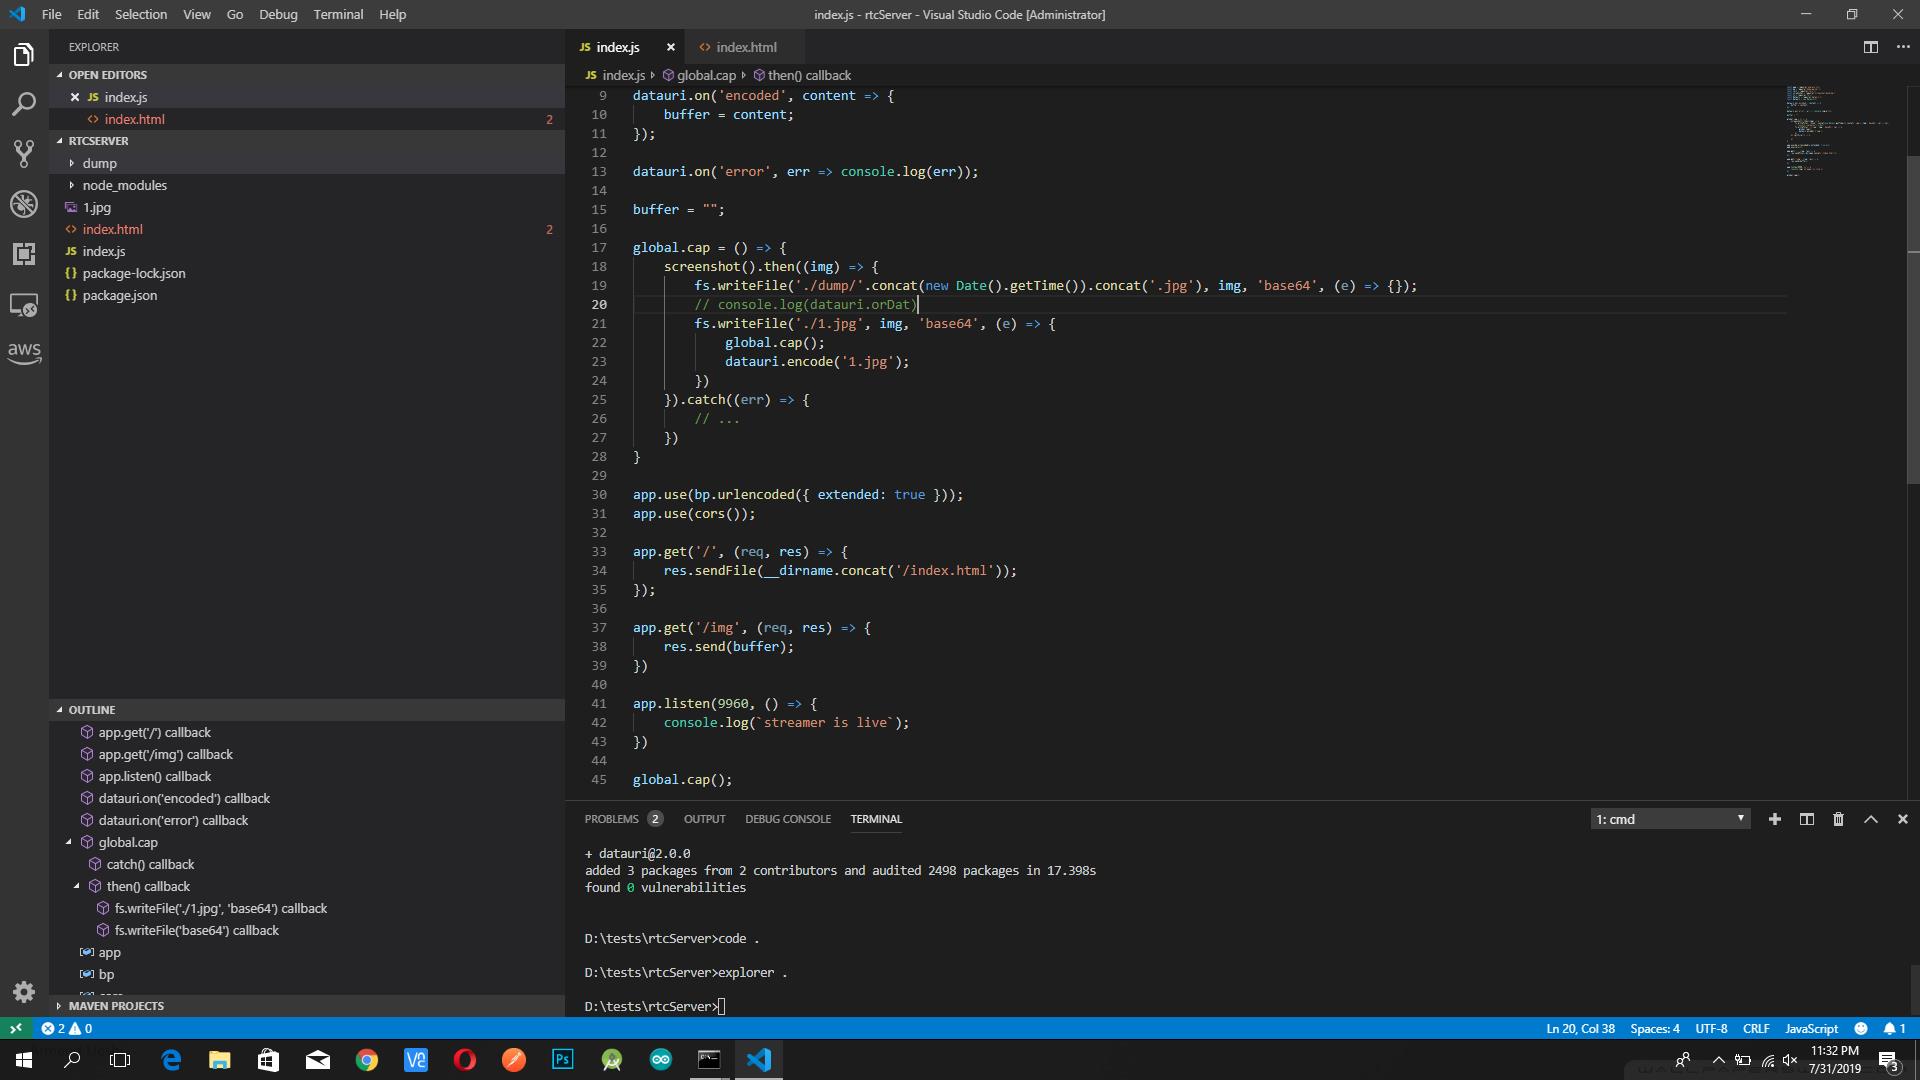 File Edit Selection View Go Debug Terminal Help
index.js - rtcServer - Visual Studio Code [Administrator]
EXPLORER
OPEN EDITORS
JS index.js
<> index.html 2
RTCSERVER
dump
node_modules
1.jpg
<> index.html 2
JS index.js
{} package-lock.json
{} package.json
OUTLINE
app.get('/') callback
app.get('/img') callback
app.listen() callback
datauri.on('encoded') callback
datauri.on('error') callback
global.cap
catch() callback
then() callback
fs.writeFile('./1.jpg', 'base64') callback
fs.writeFile('base64') callback
app
bp
MAVEN PROJECTS
aws
JS index.js <> index.html
JS index.js global.cap then() callback
9 datauri.on('encoded', content => {
10 buffer = content;
11 });
12
13 datauri.on('error', err => console.log(err));
14
15 buffer = "";
16
17 global.cap = () => {
18 screenshot().then((img) => {
19 fs.writeFile('./dump/'.concat(new Date().getTime()).concat('.jpg'), img, 'base64', (e) => {});
20 // console.log(datauri.orDat)
21 fs.writeFile('./1.jpg', img, 'base64', (e) => {
22 global.cap();
23 datauri.encode('1.jpg');
24 })
25 }).catch((err) => {
26 // ...
27 })
28 }
29
30 app.use(bp.urlencoded({ extended: true }));
31 app.use(cors());
32
33 app.get('/', (req, res) => {
34 res.sendFile(__dirname.concat('/index.html'));
35 });
36
37 app.get('/img', (req, res) => {
38 res.send(buffer);
39 })
40
41 app.listen(9960, () => {
42 console.log(`streamer is live`);
43 })
44
45 global.cap();
PROBLEMS 2 OUTPUT DEBUG CONSOLE TERMINAL
1: cmd
+ datauri@2.0.0
added 3 packages from 2 contributors and audited 2498 packages in 17.398s
found 0 vulnerabilities
D:\tests\rtcServer>code .
D:\tests\rtcServer>explorer .
D:\tests\rtcServer>
2 0
Ln 20, Col 38 Spaces: 4 UTF-8 CRLF JavaScript 1
Ps
11:32 PM
7/31/2019
3